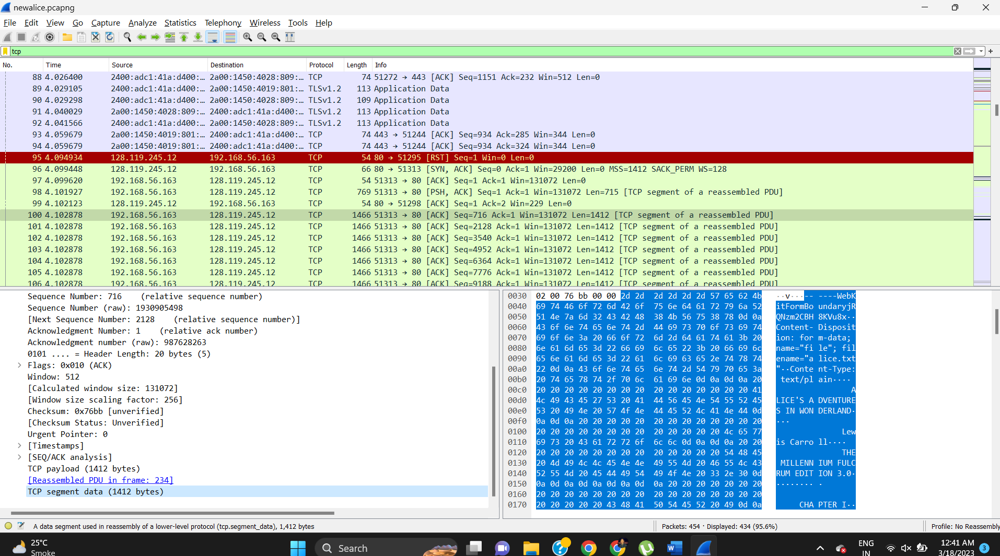 newalice.pcapng
File Edit View Go Capture Analyze Statistics Telephony Wireless Tools Help
tcp
No. Time Source Destination Protocol Length Info
88 4.026400 2400:adc1:41a:d400:… 2a00:1450:4028:809:… TCP 74 51272 → 443 [ACK] Seq=1151 Ack=232 Win=512 Len=0
89 4.029105 2400:adc1:41a:d400:… 2a00:1450:4019:801:… TLSv1.2 113 Application Data
90 4.029298 2400:adc1:41a:d400:… 2a00:1450:4028:809:… TLSv1.2 109 Application Data
91 4.040029 2a00:1450:4028:809:… 2400:adc1:41a:d400:… TLSv1.2 113 Application Data
92 4.041566 2400:adc1:41a:d400:… 2a00:1450:4028:809:… TLSv1.2 113 Application Data
93 4.059679 2a00:1450:4019:801:… 2400:adc1:41a:d400:… TCP 74 443 → 51244 [ACK] Seq=934 Ack=285 Win=344 Len=0
94 4.059679 2a00:1450:4019:801:… 2400:adc1:41a:d400:… TCP 74 443 → 51244 [ACK] Seq=934 Ack=324 Win=344 Len=0
95 4.094934 128.119.245.12 192.168.56.163 TCP 54 80 → 51295 [RST] Seq=1 Win=0 Len=0
96 4.099448 128.119.245.12 192.168.56.163 TCP 66 80 → 51313 [SYN, ACK] Seq=0 Ack=1 Win=29200 Len=0 MSS=1412 SACK_PERM WS=128
97 4.099620 192.168.56.163 128.119.245.12 TCP 54 51313 → 80 [ACK] Seq=1 Ack=1 Win=131072 Len=0
98 4.101927 192.168.56.163 128.119.245.12 TCP 769 51313 → 80 [PSH, ACK] Seq=1 Ack=1 Win=131072 Len=715 [TCP segment of a reassembled PDU]
99 4.102123 128.119.245.12 192.168.56.163 TCP 54 80 → 51298 [ACK] Seq=1 Ack=2 Win=229 Len=0
100 4.102878 192.168.56.163 128.119.245.12 TCP 1466 51313 → 80 [ACK] Seq=716 Ack=1 Win=131072 Len=1412 [TCP segment of a reassembled PDU]
101 4.102878 192.168.56.163 128.119.245.12 TCP 1466 51313 → 80 [ACK] Seq=2128 Ack=1 Win=131072 Len=1412 [TCP segment of a reassembled PDU]
102 4.102878 192.168.56.163 128.119.245.12 TCP 1466 51313 → 80 [ACK] Seq=3540 Ack=1 Win=131072 Len=1412 [TCP segment of a reassembled PDU]
103 4.102878 192.168.56.163 128.119.245.12 TCP 1466 51313 → 80 [ACK] Seq=4952 Ack=1 Win=131072 Len=1412 [TCP segment of a reassembled PDU]
104 4.102878 192.168.56.163 128.119.245.12 TCP 1466 51313 → 80 [ACK] Seq=6364 Ack=1 Win=131072 Len=1412 [TCP segment of a reassembled PDU]
105 4.102878 192.168.56.163 128.119.245.12 TCP 1466 51313 → 80 [ACK] Seq=7776 Ack=1 Win=131072 Len=1412 [TCP segment of a reassembled PDU]
106 4.102878 192.168.56.163 128.119.245.12 TCP 1466 51313 → 80 [ACK] Seq=9188 Ack=1 Win=131072 Len=1412 [TCP segment of a reassembled PDU]
Sequence Number: 716 (relative sequence number)
Sequence Number (raw): 1930905498
[Next Sequence Number: 2128 (relative sequence number)]
Acknowledgment Number: 1 (relative ack number)
Acknowledgment number (raw): 987628263
0101 .... = Header Length: 20 bytes (5)
Flags: 0x010 (ACK)
Window: 512
[Calculated window size: 131072]
[Window size scaling factor: 256]
Checksum: 0x76bb [unverified]
[Checksum Status: Unverified]
Urgent Pointer: 0
[Timestamps]
[SEQ/ACK analysis]
TCP payload (1412 bytes)
[Reassembled PDU in frame: 234]
TCP segment data (1412 bytes)
0030 02 00 76 bb 00 00 2d 2d 2d 2d 2d 2d 57 65 62 4b ··v···-- ----WebK
0040 69 74 46 6f 72 6d 42 6f 75 6e 64 61 72 79 6a 52 itFormBo undaryjR
0050 51 4e 7a 6d 32 43 42 48 38 4b 56 75 38 78 0d 0a QNzm2CBH 8KVu8x··
0060 43 6f 6e 74 65 6e 74 2d 44 69 73 70 6f 73 69 74 Content- Disposit
0070 69 6f 6e 3a 20 66 6f 72 6d 2d 64 61 74 61 3b 20 ion: for m-data;
0080 6e 61 6d 65 3d 22 66 69 6c 65 22 3b 20 66 69 6c name="fi le"; fil
0090 65 6e 61 6d 65 3d 22 61 6c 69 63 65 2e 74 78 74 ename="a lice.txt
00a0 22 0d 0a 43 6f 6e 74 65 6e 74 2d 54 79 70 65 3a "··Conte nt-Type:
00b0 20 74 65 78 74 2f 70 6c 61 69 6e 0d 0a 0d 0a 20 text/pl ain····
00c0 20 20 20 20 20 20 20 20 20 20 20 20 20 20 20 41 A
00d0 4c 49 43 45 27 53 20 41 44 56 45 4e 54 55 52 45 LICE'S A DVENTURE
00e0 53 20 49 4e 20 57 4f 4e 44 45 52 4c 41 4e 44 0d S IN WON DERLAND·
00f0 0a 0d 0a 20 20 20 20 20 20 20 20 20 20 20 20 20 ···
0100 20 20 20 20 20 20 20 20 20 20 20 20 20 4c 65 77 Lew
0110 69 73 20 43 61 72 72 6f 6c 6c 0d 0a 0d 0a 20 20 is Carro ll····
0120 20 20 20 20 20 20 20 20 20 20 20 20 20 54 48 45 THE
0130 20 4d 49 4c 4c 45 4e 4e 49 55 4d 20 46 55 4c 43 MILLENN IUM FULC
0140 52 55 4d 20 45 44 49 54 49 4f 4e 20 33 2e 30 0d RUM EDIT ION 3.0·
0150 0a 0d 0a 0d 0a 0d 0a 0d 0a 20 20 20 20 20 20 20 ········ ·
0160 20 20 20 20 20 20 20 20 20 20 20 20 20 20 20 20
0170 20 20 20 20 20 43 48 41 50 54 45 52 20 49 0d 0a CHA PTER I··
A data segment used in reassembly of a lower-level protocol (tcp.segment_data), 1,412 bytes
Packets: 454 · Displayed: 434 (95.6%)
Profile: No Reassembly
25°C
Smoke
Search
ENG
IN
12:41 AM
3/18/2023
3